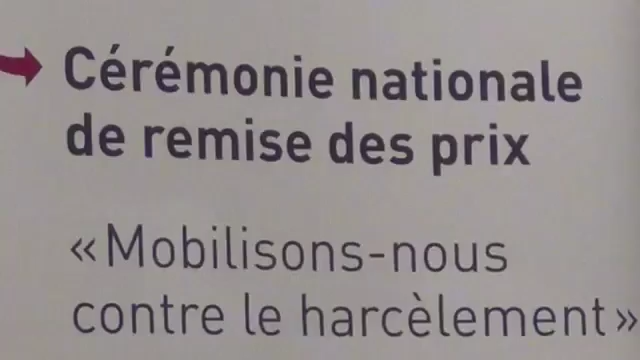 Cérémonie nationale
de remise des prix
« Mobilisons-nous
contre le harcèlement »